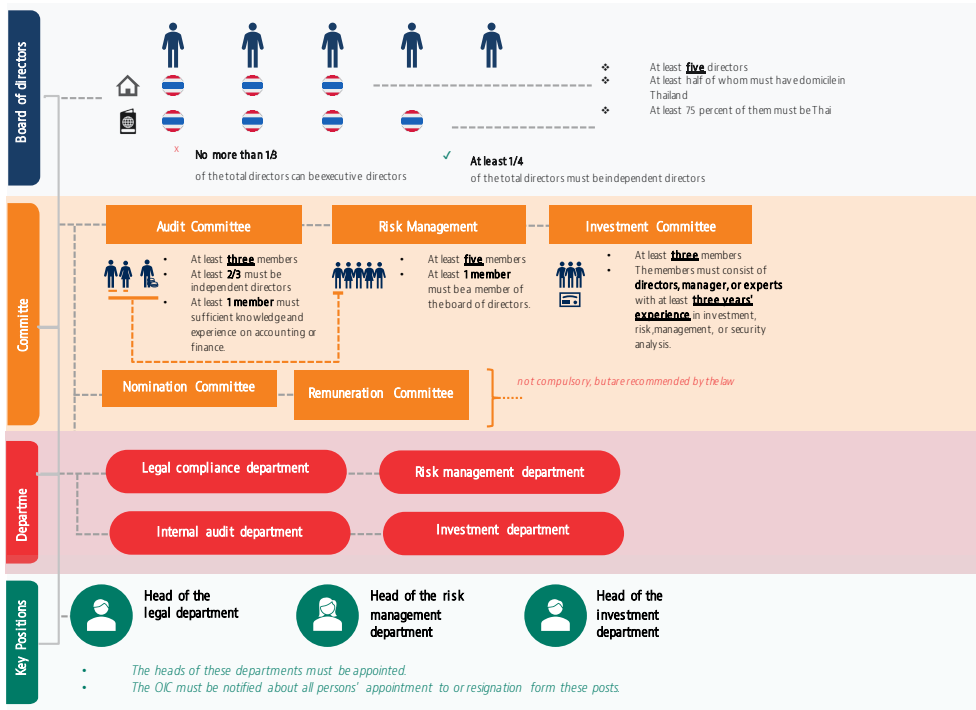 Board of directors
❖ At least five directors
❖ At least half of whom must have domicile in
Thailand
❖ At least 75 percent of them must be Thai
x No more than 1/3
of the total directors can be executive directors
✓ At least 1/4
of the total directors must be independent directors
Committe
Audit Committee
• At least three members
• At least 2/3 must be
independent directors
• At least 1 member must
sufficient knowledge and
experience on accounting or
finance.
Risk Management
• At least five members
• At least 1 member
must be a member of
the board of directors.
Investment Committee
• At least three members
• The members must consist of
directors, manager, or experts
with at least three years'
experience in investment,
risk, management, or security
analysis.
Nomination Committee
Remuneration Committee
not compulsory, but are recommended by the law
Departme
Legal compliance department
Risk management department
Internal audit department
Investment department
Key Positions
Head of the
legal department
Head of the risk
management
department
Head of the
investment
department
• The heads of these departments must be appointed.
• The OIC must be notified about all persons' appointment to or resignation form these posts.